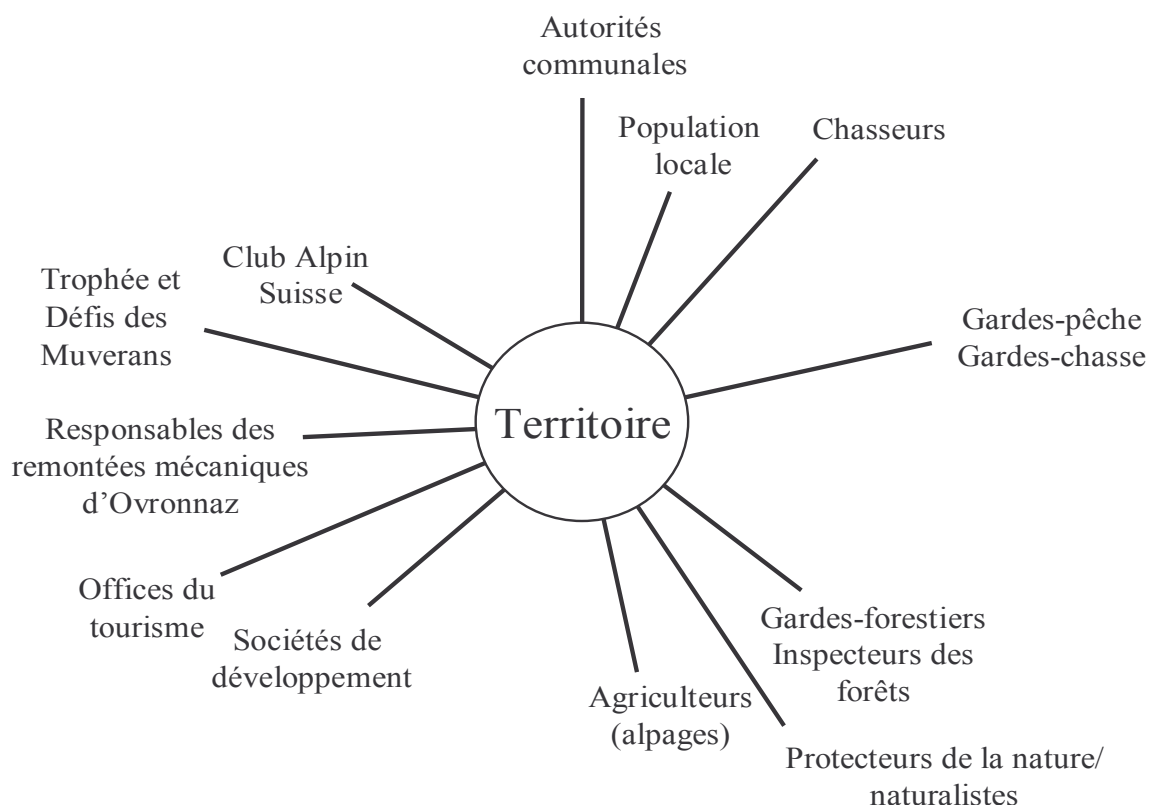 Autorités
communales
Population
locale
Chasseurs
Club Alpin
Suisse
Trophée et
Défis des
Muverans
Gardes-pêche
Gardes-chasse
Territoire
Responsables des
remontées mécaniques
d’Ovronnaz
Offices du
tourisme
Sociétés de
développement
Agriculteurs
(alpages)
Gardes-forestiers
Inspecteurs des
forêts
Protecteurs de la nature/
naturalistes